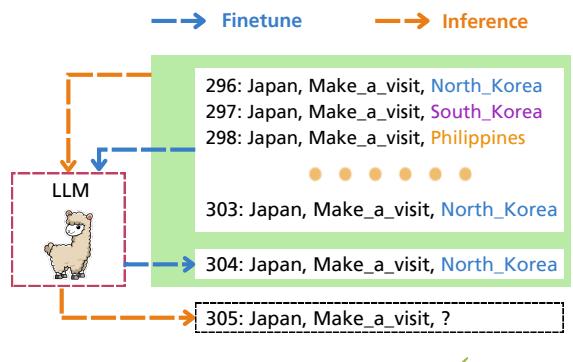 Finetune
Inference
296: Japan, Make_a_visit, North_Korea
297: Japan, Make_a_visit, South_Korea
298: Japan, Make_a_visit, Philippines
303: Japan, Make_a_visit, North_Korea
LLM
304: Japan, Make_a_visit, North_Korea
305: Japan, Make_a_visit, ?